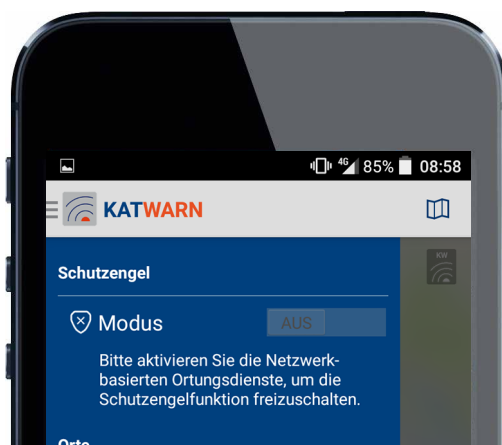 4G 85% 08:58
KATWARN
KW
Schutzengel
Modus AUS
Bitte aktivieren Sie die Netzwerk-
basierten Ortungsdienste, um die
Schutzengelfunktion freizuschalten.
Orte